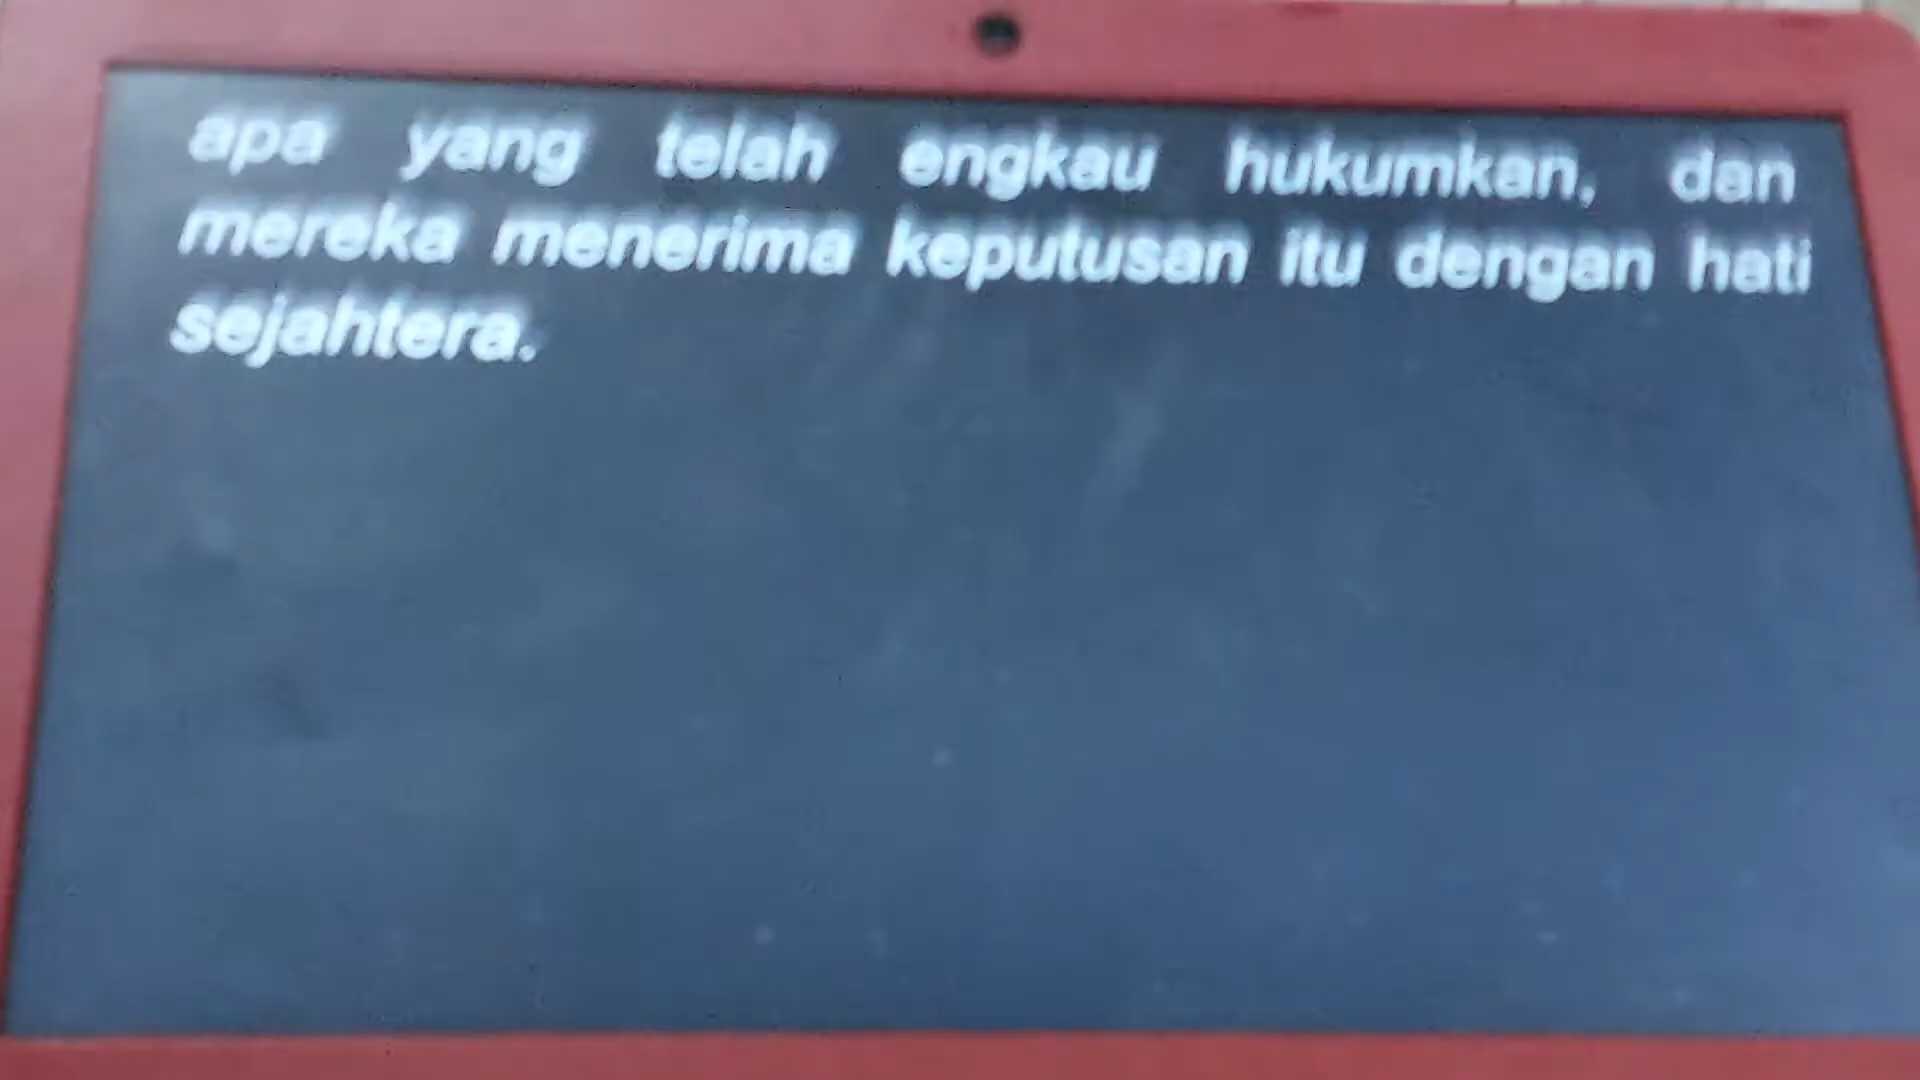 apa yang telah engkau hukumkan, dan
mereka menerima keputusan itu dengan hati
sejahtera.